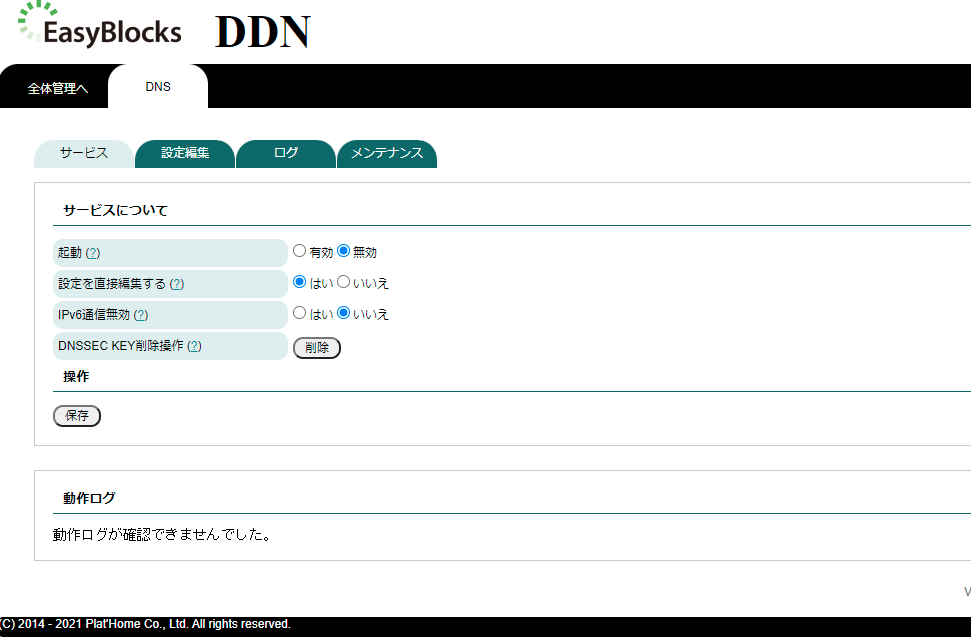 EasyBlocks DDN
全体管理へ DNS
サービス 設定編集 ログ メンテナンス
サービスについて
起動 (?) 有効 無効
設定を直接編集する (?) はい いいえ
IPv6通信無効 (?) はい いいえ
DNSSEC KEY削除操作 (?) 削除
操作
保存
動作ログ
動作ログが確認できませんでした。
(C) 2014 - 2021 Plat'Home Co., Ltd. All rights reserved.